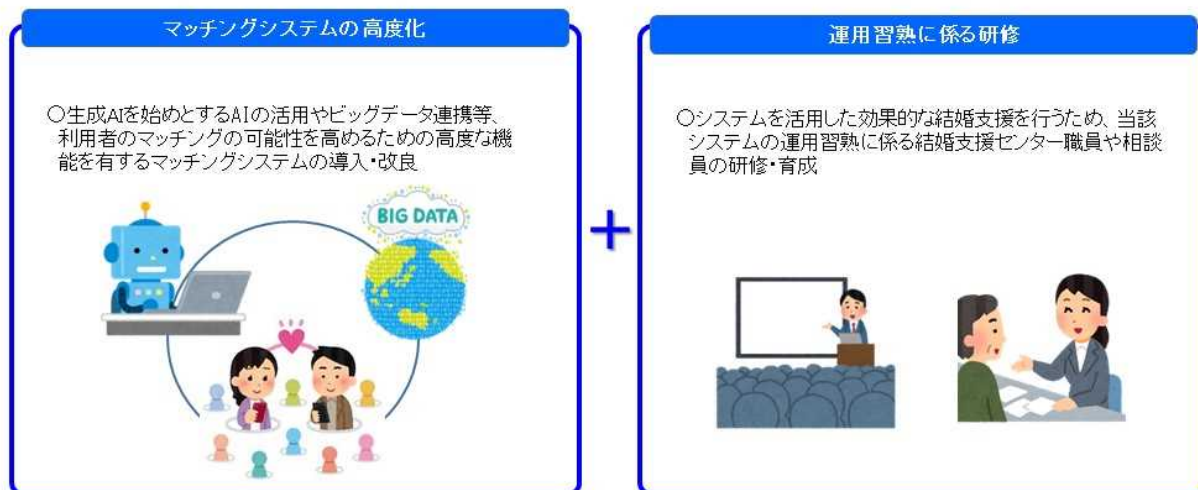 マッチングシステムの高度化
○生成AIを始めとするAIの活用やビッグデータ連携等、
利用者のマッチングの可能性を高めるための高度な機
能を有するマッチングシステムの導入・改良
BIG DATA
＋
運用習熟に係る研修
○システムを活用した効果的な結婚支援を行うため、当該
システムの運用習熟に係る結婚支援センター職員や相談
員の研修・育成